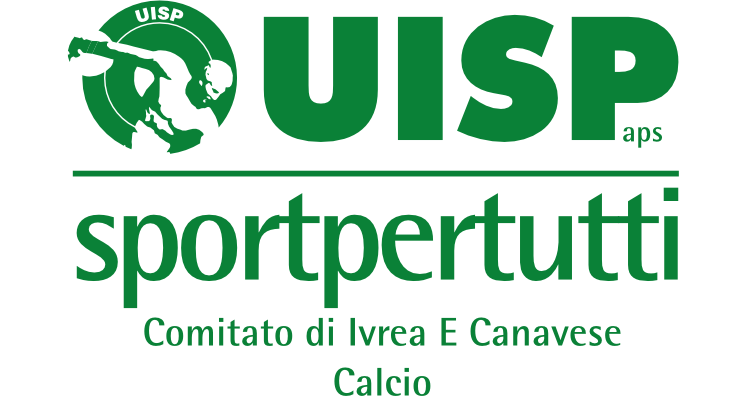 UISP
UISP
aps
sportpertutti
Comitato di Ivrea E Canavese
Calcio